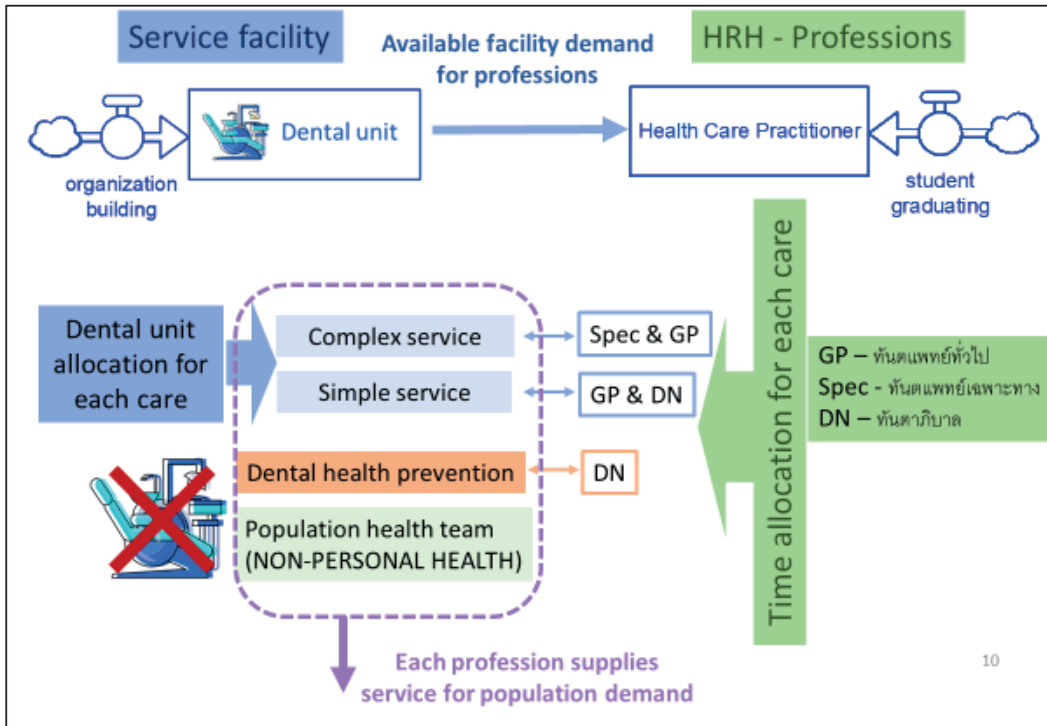 Service facility
Available facility demand
for professions
HRH - Professions
Dental unit
Health Care Practitioner
organization
building
student
graduating
Dental unit
allocation for
each care
Complex service
Spec & GP
Simple service
GP & DN
Dental health prevention
DN
Population health team
(NON-PERSONAL HEALTH)
Time allocation for each care
GP – ทันตแพทย์ทั่วไป
Spec - ทันตแพทย์เฉพาะทาง
DN – ทันตาภิบาล
Each profession supplies
service for population demand
10